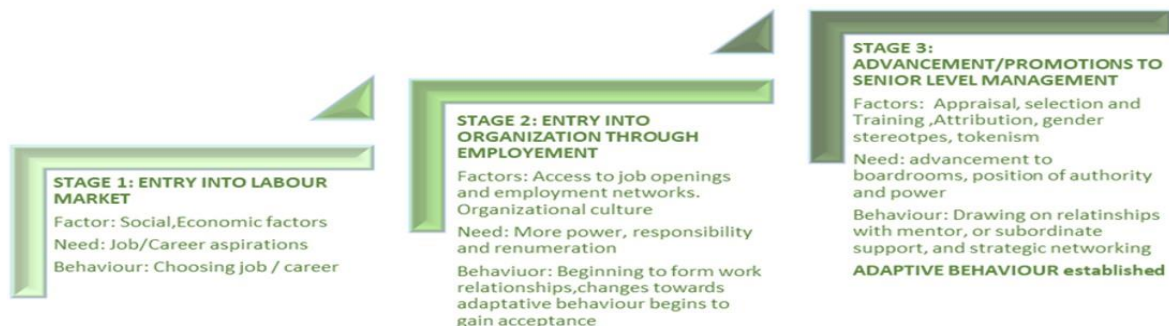 STAGE 1: ENTRY INTO LABOUR
MARKET
Factor: Social,Economic factors
Need: Job/Career aspirations
Behaviour: Choosing job / career
STAGE 2: ENTRY INTO
ORGANIZATION THROUGH
EMPLOYEMENT
Factors: Access to job openings
and employment networks.
Organizational culture
Need: More power, responsibility
and renumeration
Behaviuor: Beginning to form work
relationships,changes towards
adaptative behaviour begins to
gain acceptance
STAGE 3:
ADVANCEMENT/PROMOTIONS TO
SENIOR LEVEL MANAGEMENT
Factors: Appraisal, selection and
Training ,Attribution, gender
stereotpes, tokenism
Need: advancement to
boardrooms, position of authority
and power
Behaviour: Drawing on relatinships
with mentor, or subordinate
support, and strategic networking
ADAPTIVE BEHAVIOUR established